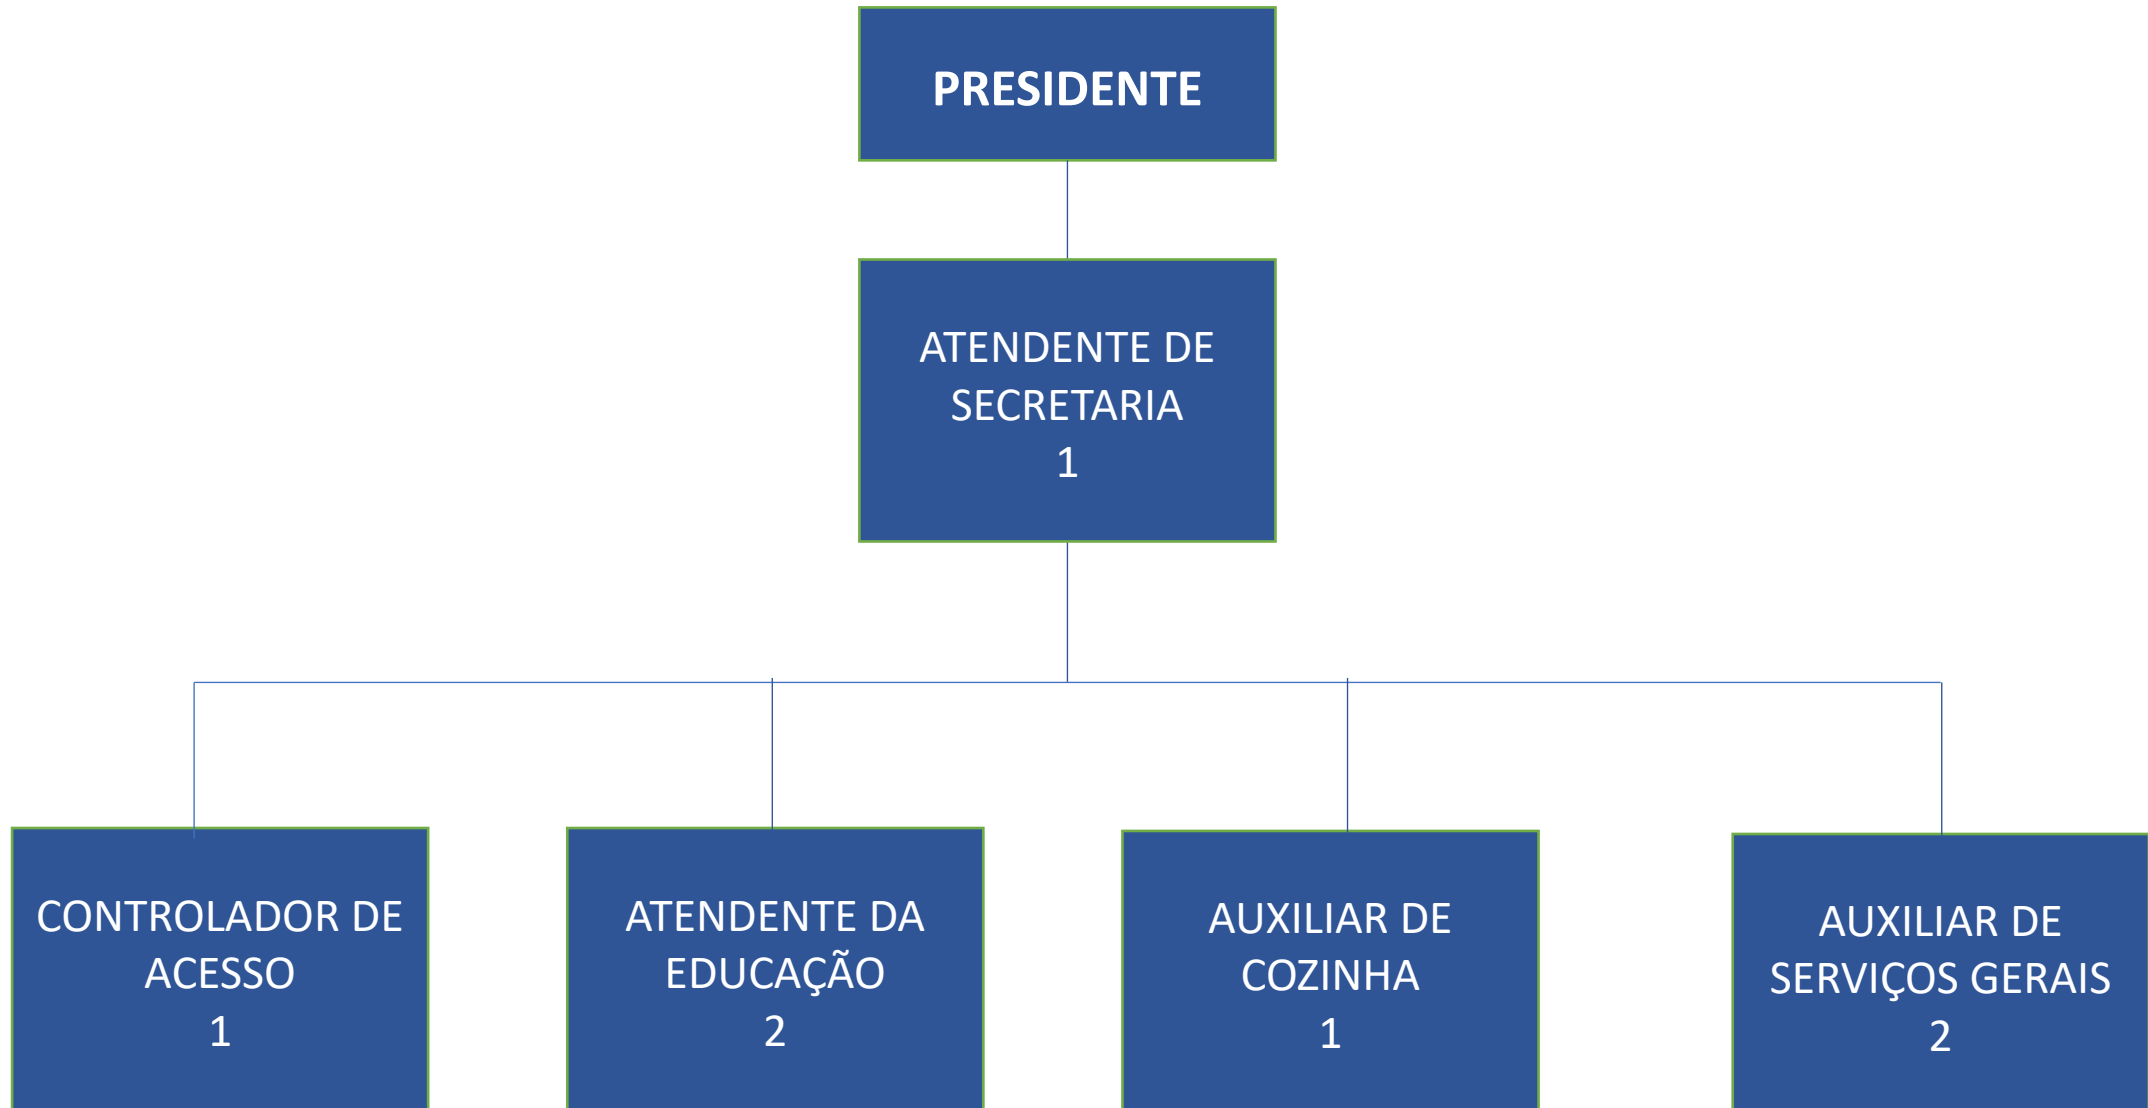 PRESIDENTE
ATENDENTE DE
SECRETARIA
1
CONTROLADOR DE
ACESSO
1
ATENDENTE DA
EDUCAÇÃO
2
AUXILIAR DE
COZINHA
1
AUXILIAR DE
SERVIÇOS GERAIS
2